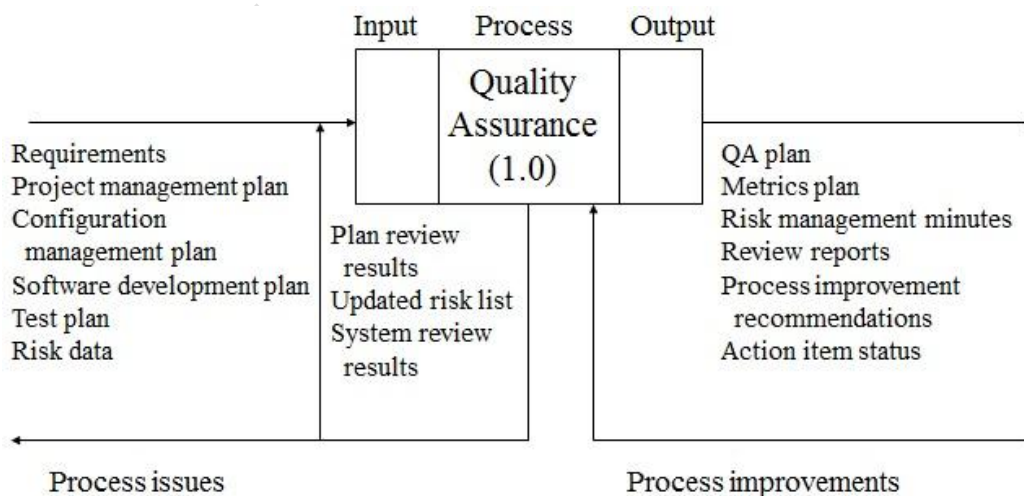 Input Process Output
Quality
Assurance
(1.0)
Requirements
Project management plan
Configuration
management plan
Software development plan
Test plan
Risk data
Plan review
results
Updated risk list
System review
results
QA plan
Metrics plan
Risk management minutes
Review reports
Process improvement
recommendations
Action item status
Process issues
Process improvements